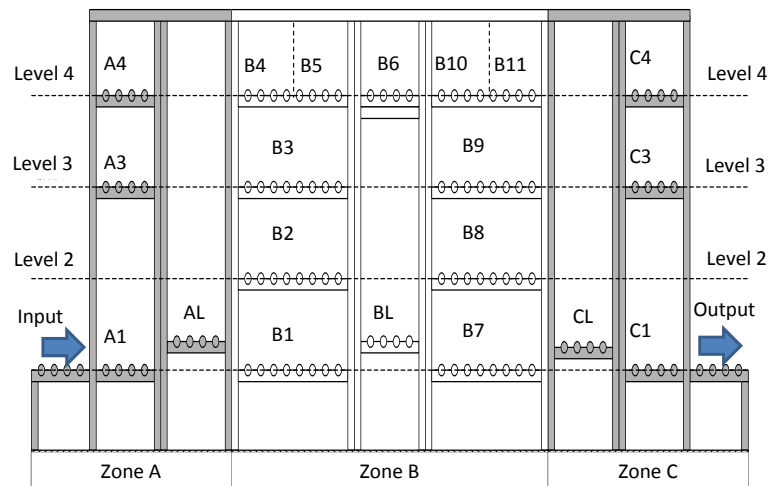 A4 B4 B5 B6 B10 B11 C4
Level 4 Level 4
B3 B9
Level 3 A3 C3 Level 3
B2 B8
Level 2 Level 2
Input AL BL CL Output
A1 B1 B7 C1
Zone A Zone B Zone C